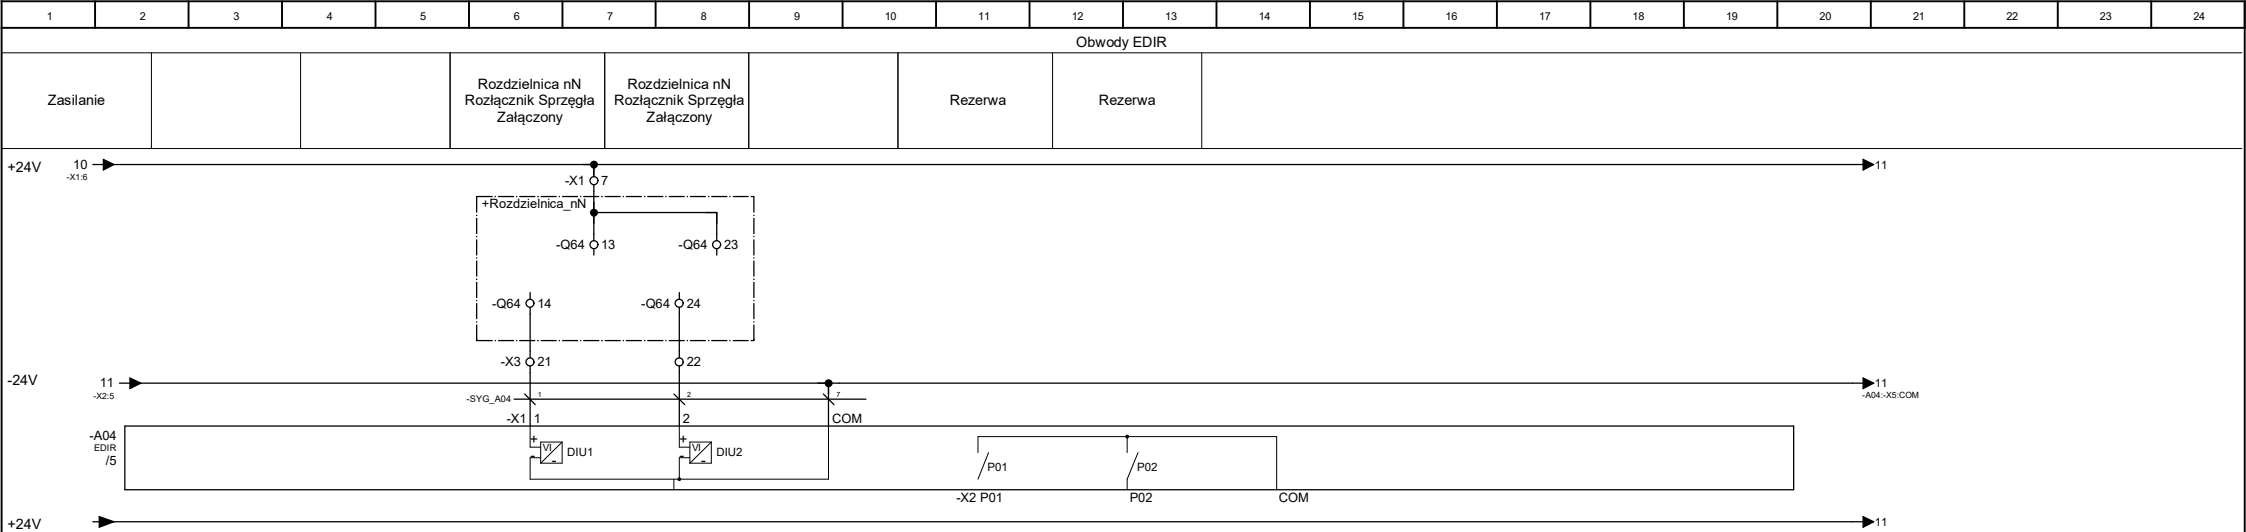 1 2 3 4 5 6 7 8 9 10 11 12 13 14 15 16 17 18 19 20 21 22 23 24
Obwody EDIR
Zasilanie
Rozdzielnica nN
Rozłącznik Sprzęgła
Załączony
Rozdzielnica nN
Rozłącznik Sprzęgła
Załączony
Rezerwa
Rezerwa
+24V 10 11
-X1:6
-X1 7
+Rozdzielnica_nN
-Q64 13 -Q64 23
-Q64 14 -Q64 24
-X3 21 22
-24V 11 11
-X2:5 -A04:-X5:COM
-SYG_A04 1 2 7
-X1 1 2 COM
-A04
EDIR
/5
+ VI - - DIU1
+ VI - - DIU2
P01 P02
-X2 P01 P02 COM
+24V 11